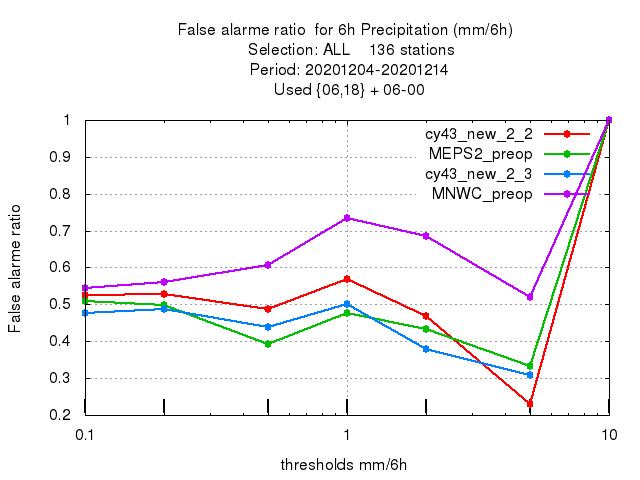 False alarme ratio  for 6h Precipitation (mm/6h)
Selection: ALL    136 stations
Period: 20201204-20201214
Used {06,18} + 06-00
cy43_new_2_2
MEPS2_preop
cy43_new_2_3
MNWC_preop
False alarme ratio
1
0.9
0.8
0.7
0.6
0.5
0.4
0.3
0.2
0.1
1
10
thresholds mm/6h